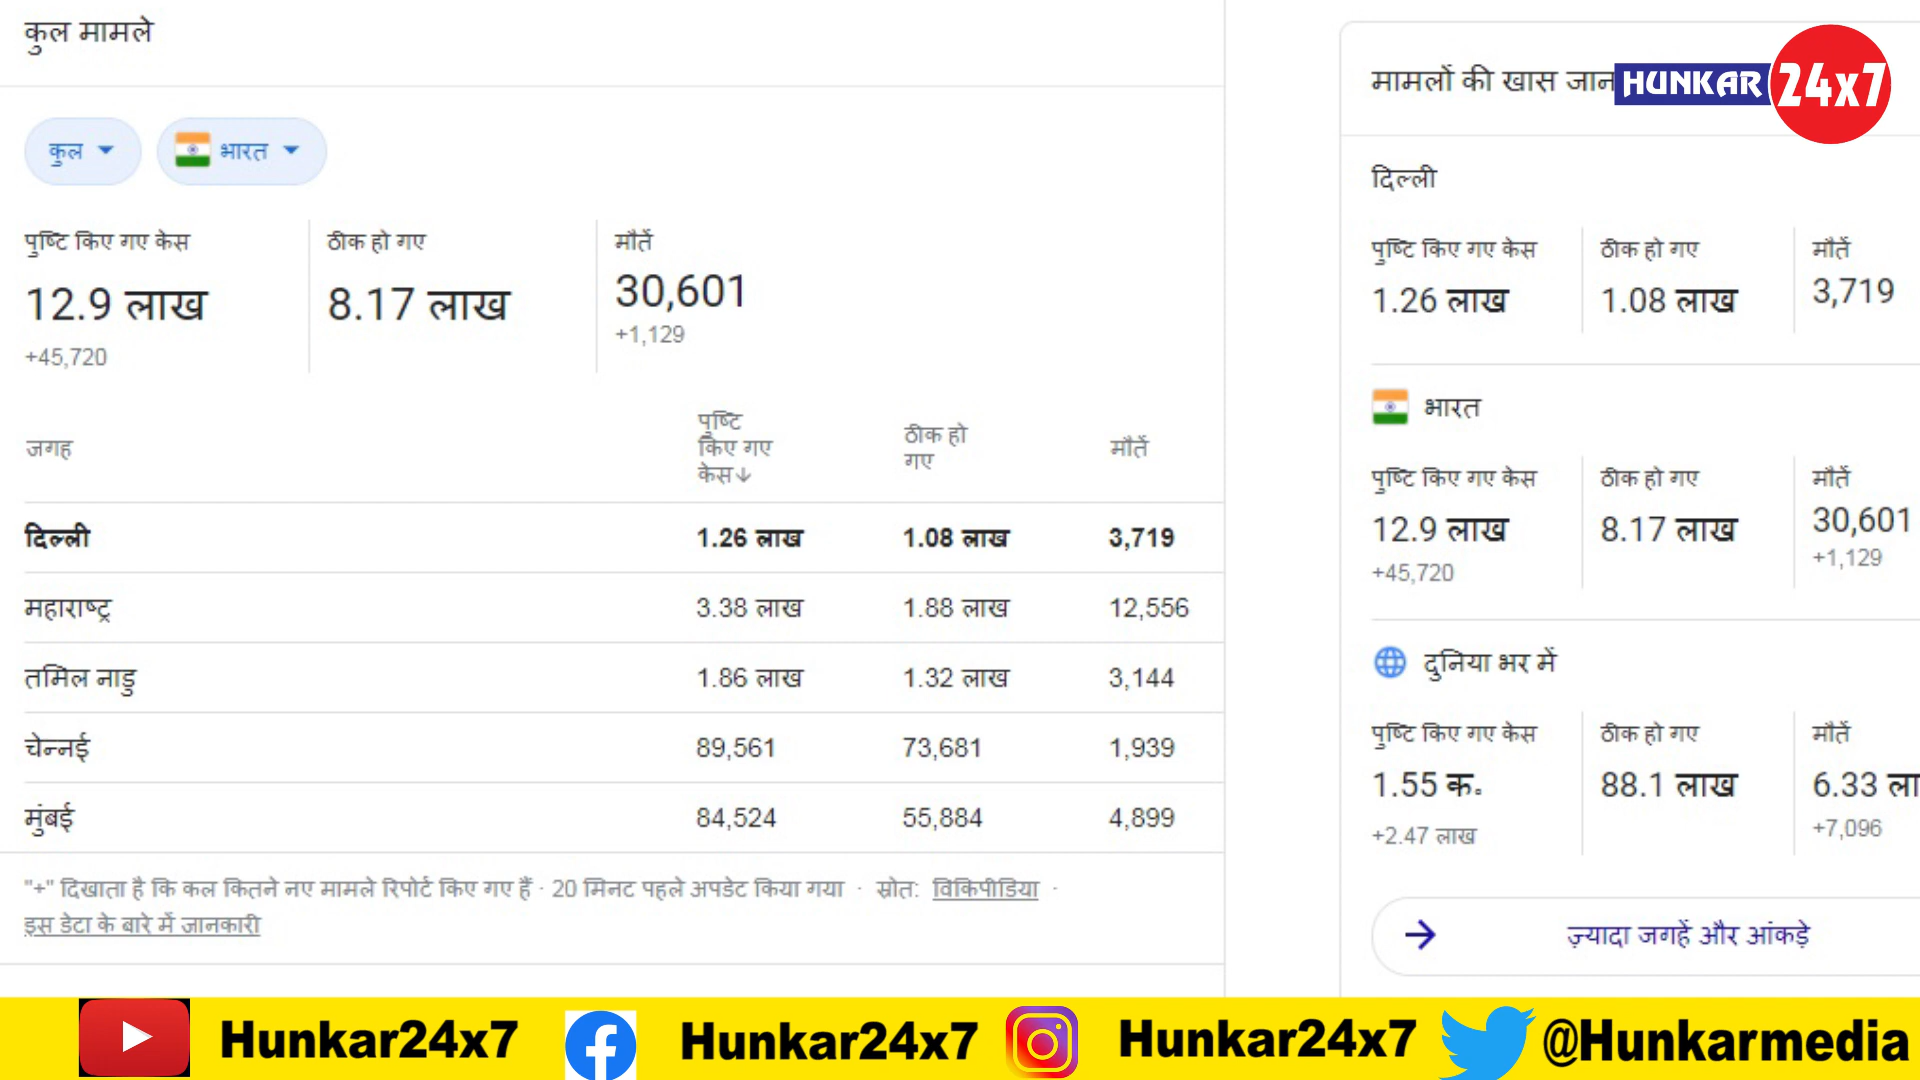 कुल मामले
कुल
भारत
पुष्टि किए गए केस ठीक हो गए मौतें
12.9 लाख 8.17 लाख 30,601
+45,720 +1,129
जगह पुष्टि किए गए केस↓ ठीक हो गए मौतें
दिल्ली 1.26 लाख 1.08 लाख 3,719
महाराष्ट्र 3.38 लाख 1.88 लाख 12,556
तमिल नाडु 1.86 लाख 1.32 लाख 3,144
चेन्नई 89,561 73,681 1,939
मुंबई 84,524 55,884 4,899
"+" दिखाता है कि कल कितने नए मामले रिपोर्ट किए गए हैं · 20 मिनट पहले अपडेट किया गया · स्रोत: विकिपीडिया ·
इस डेटा के बारे में जानकारी
मामलों की खास
HUNKAR 24x7
दिल्ली
पुष्टि किए गए केस ठीक हो गए मौतें
1.26 लाख 1.08 लाख 3,719
भारत
पुष्टि किए गए केस ठीक हो गए मौतें
12.9 लाख 8.17 लाख 30,601
+45,720 +1,129
दुनिया भर में
पुष्टि किए गए केस ठीक हो गए मौतें
1.55 क॰ 88.1 लाख 6.33
+2.47 लाख +7,096
ज़्यादा जगहें और आंकड़े
Hunkar24x7 Hunkar24x7 Hunkar24x7 @Hunkarmedia